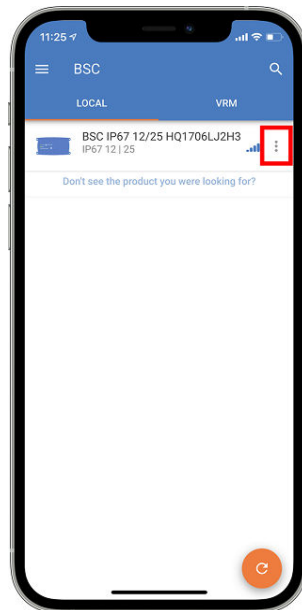 11:25
BSC
LOCAL
VRM
BSC IP67 12/25 HQ1706LJ2H3
IP67 12 | 25
Don't see the product you were looking for?